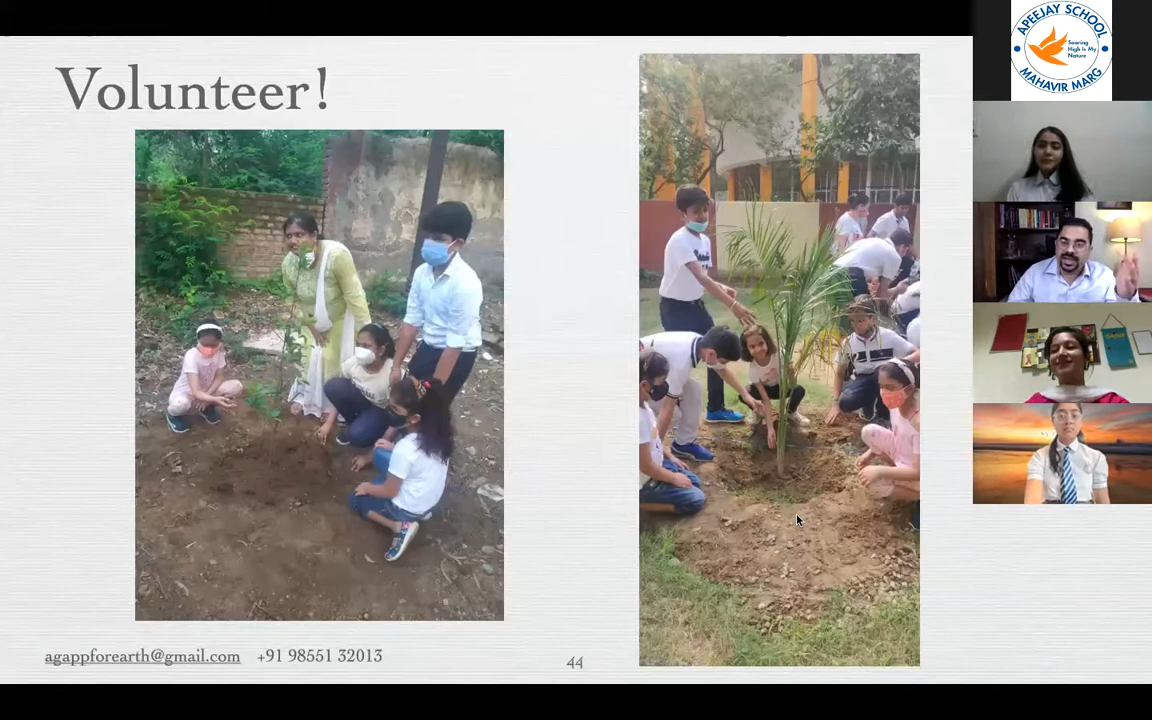 Volunteer!
agappforearth@gmail.com +91 98551 32013
44
APEEJAY SCHOOL
Soaring
High Is My
Nature
MAHAVIR MARG